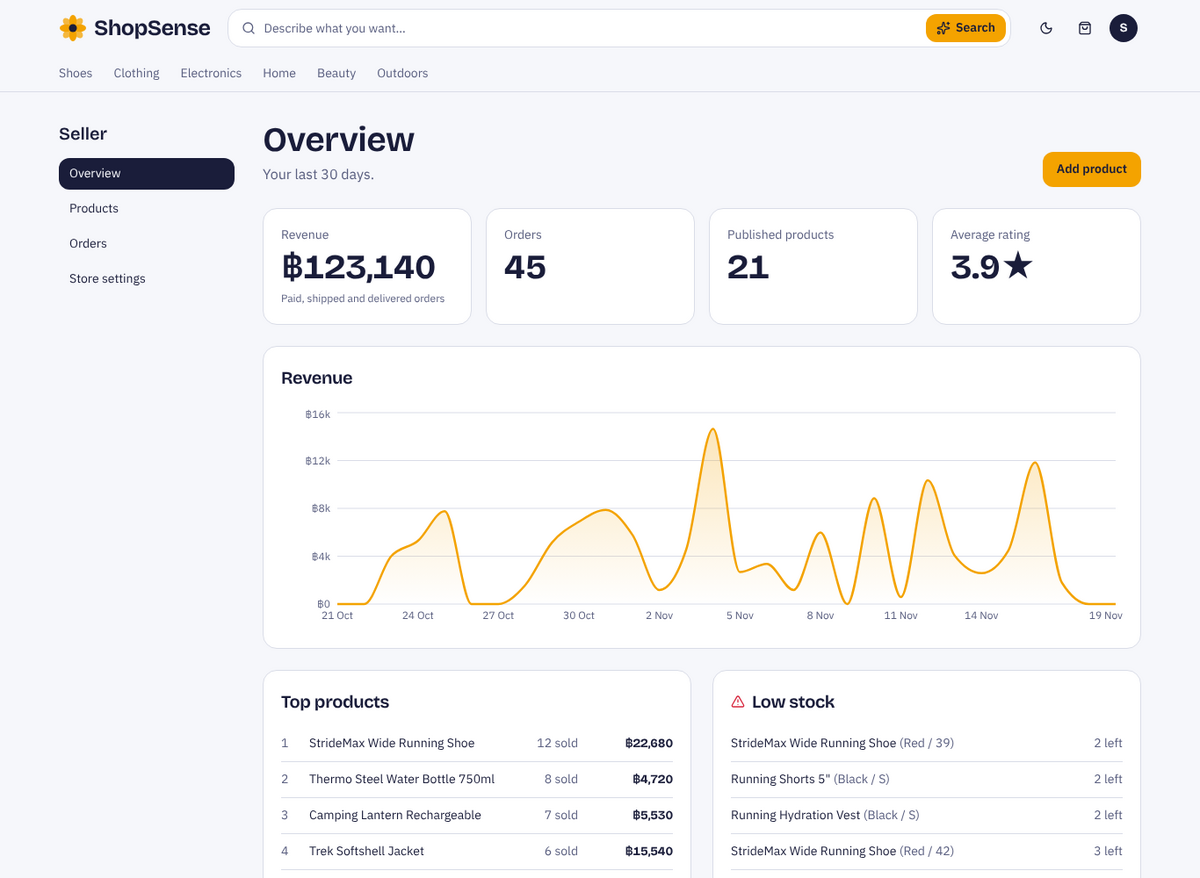 ShopSense
Describe what you want...
Search
S
Shoes Clothing Electronics Home Beauty Outdoors
Seller
Overview
Products
Orders
Store settings
Overview
Your last 30 days.
Add product
Revenue
฿123,140
Paid, shipped and delivered orders
Orders
45
Published products
21
Average rating
3.9★
Revenue
฿16k
฿12k
฿8k
฿4k
฿0
21 Oct 24 Oct 27 Oct 30 Oct 2 Nov 5 Nov 8 Nov 11 Nov 14 Nov 19 Nov
Top products
1 StrideMax Wide Running Shoe 12 sold ฿22,680
2 Thermo Steel Water Bottle 750ml 8 sold ฿4,720
3 Camping Lantern Rechargeable 7 sold ฿5,530
4 Trek Softshell Jacket 6 sold ฿15,540
Low stock
StrideMax Wide Running Shoe (Red / 39) 2 left
Running Shorts 5" (Black / S) 2 left
Running Hydration Vest (Black / S) 2 left
StrideMax Wide Running Shoe (Red / 42) 3 left